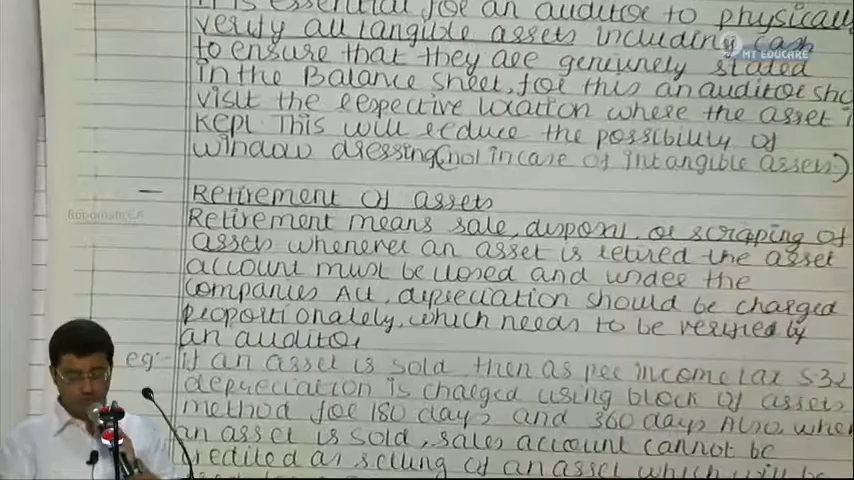 It is essential for an auditor to physically
verify all tangible assets including cash
MT EDUCARE
to ensure that they are genuinely stated
in the Balance sheet, for this an auditor sho
visit the respective location where the asset i
kept This will reduce the possibility of
window dressing (not in case of intangible assets)
– Retirement of assets
Retirement means sale, disposal, or scraping of
assets whenever an asset is retired the asset
account must be closed and under the
companies Act, depreciation should be charged
proportionately, which needs to be verified by
an auditor
eg:- if an asset is sold then as per income tax S-32
depreciation is charged using block of assets
method for 180 days and 360 days Also, when
an asset is sold, sales account cannot be
credited as selling of an asset which will be